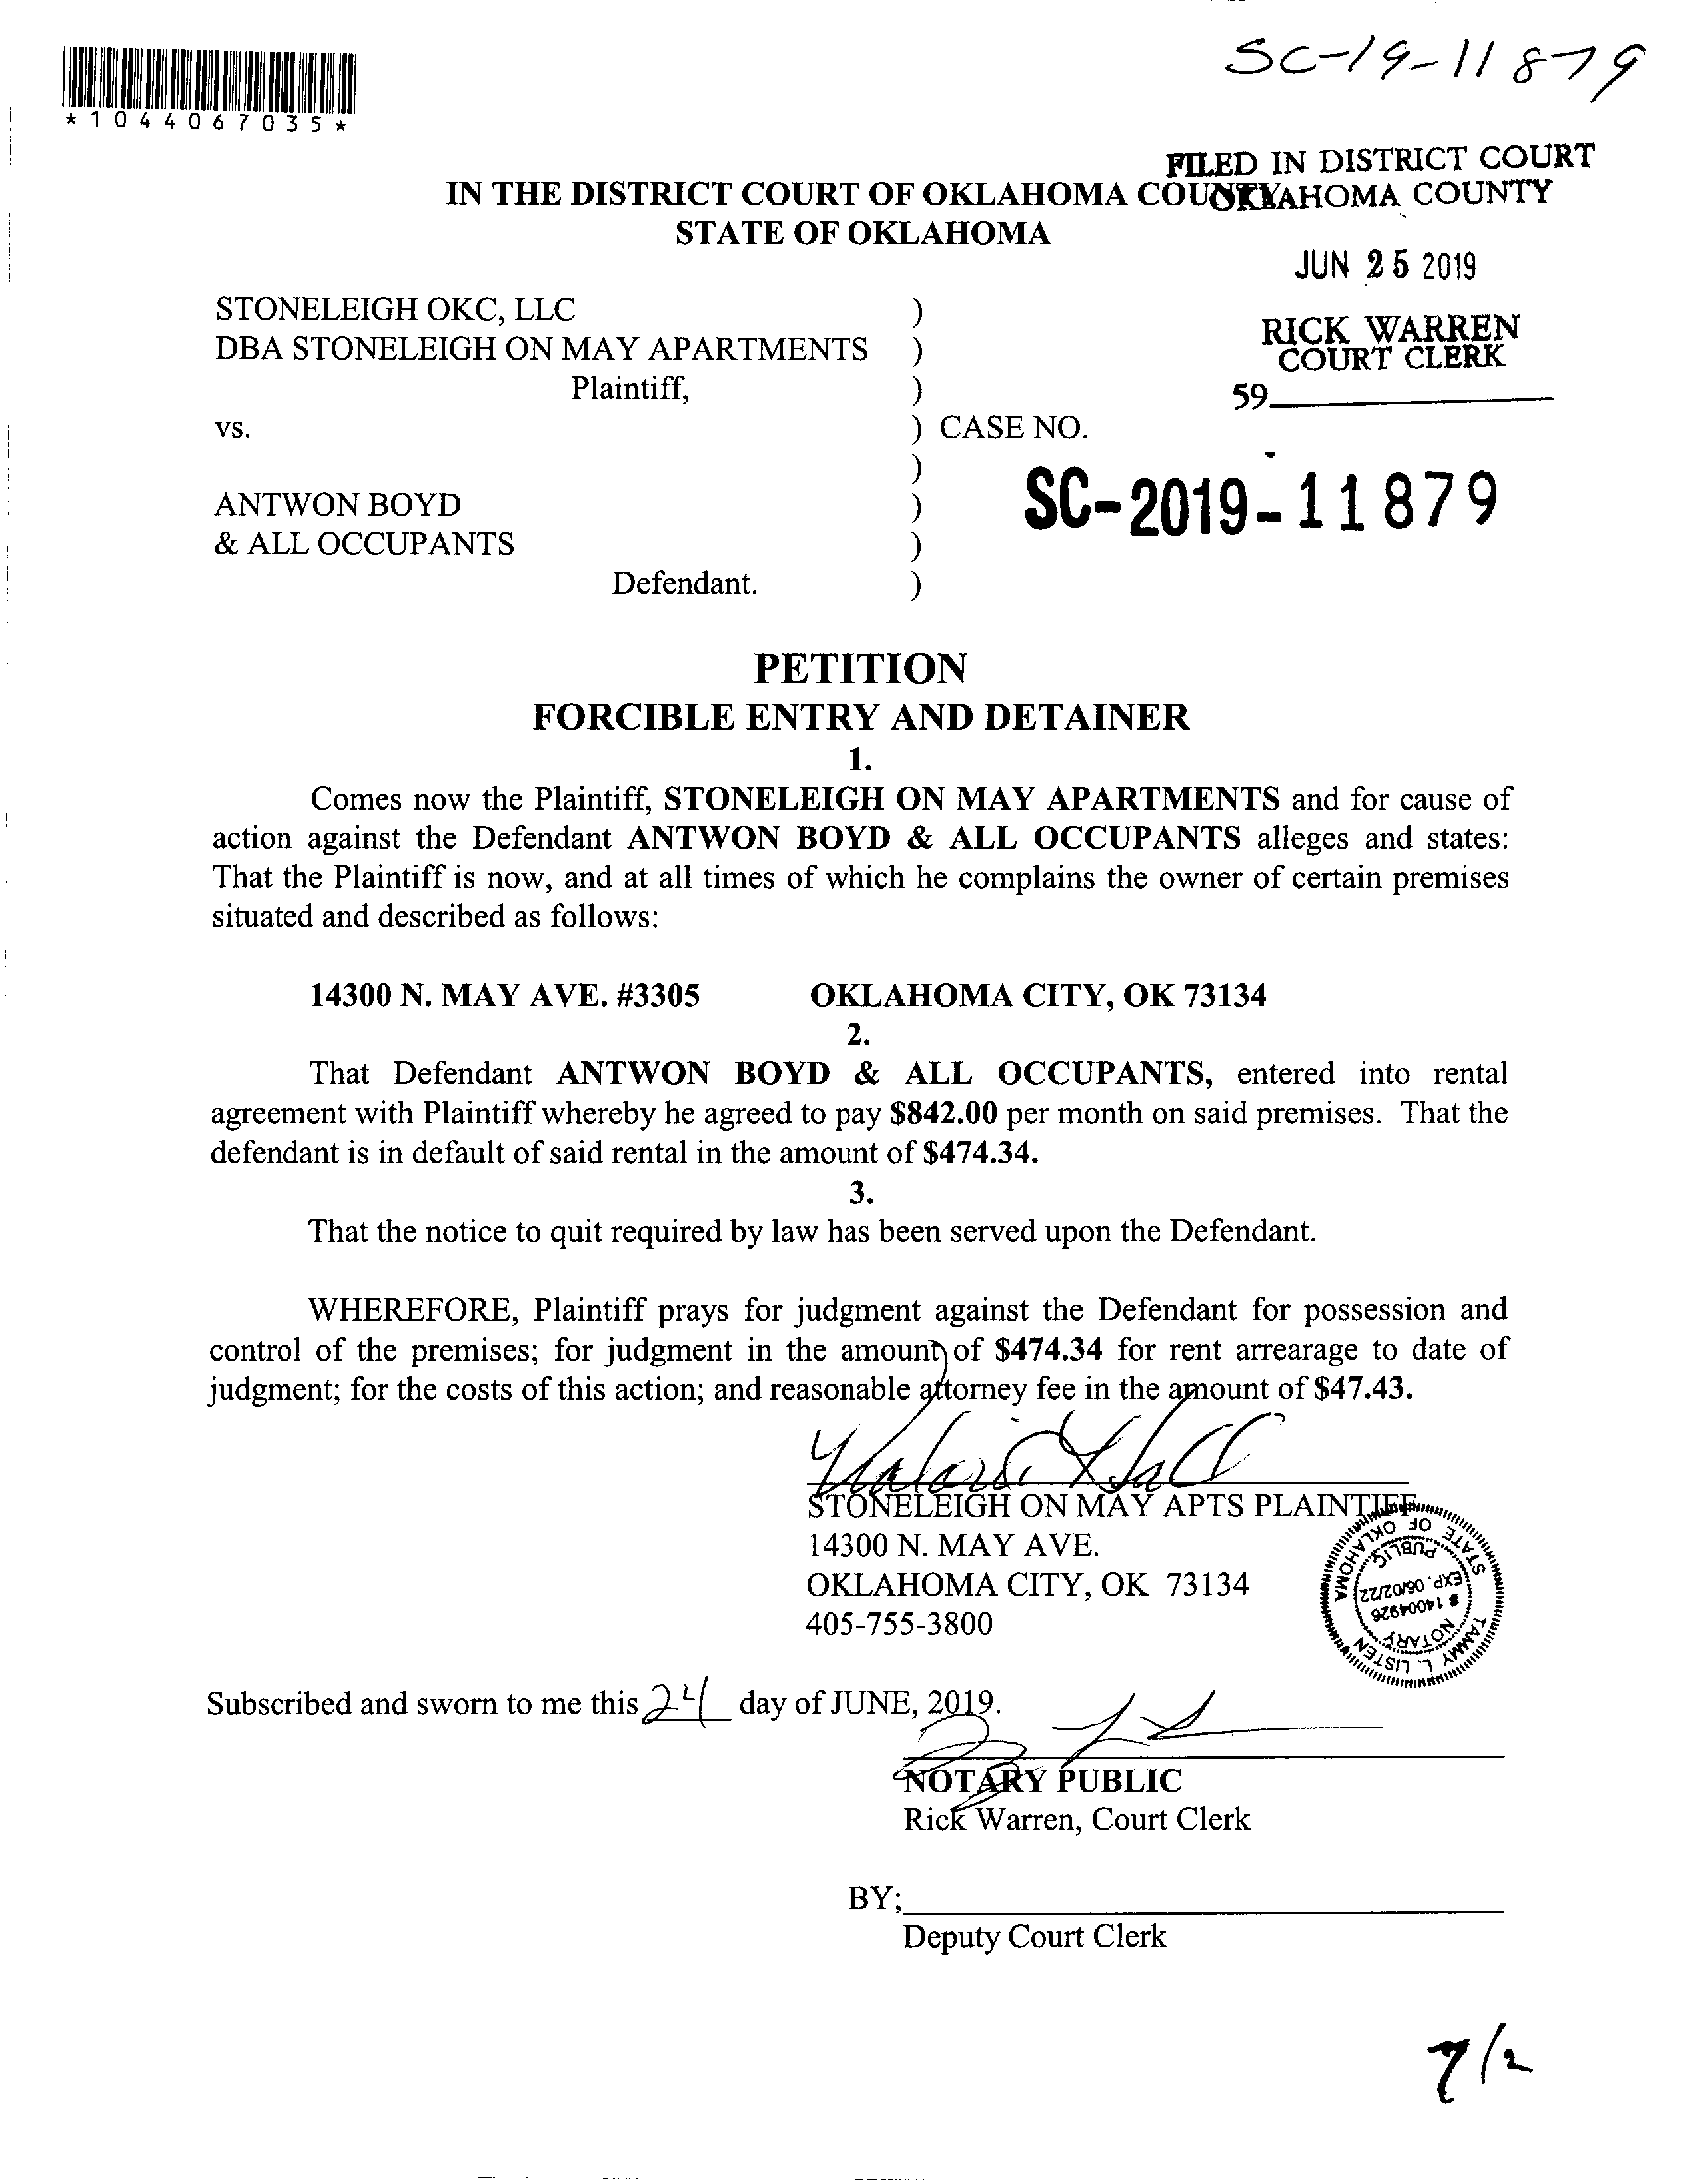 SC-19-11879
*1044067035*
FILED IN DISTRICT COURT
OKLAHOMA COUNTY
IN THE DISTRICT COURT OF OKLAHOMA COUNTY
STATE OF OKLAHOMA
JUN 25 2019
RICK WARREN
COURT CLERK
59
STONELEIGH OKC, LLC )
DBA STONELEIGH ON MAY APARTMENTS )
Plaintiff, )
vs. ) CASE NO.
)
SC-2019-11879
ANTWON BOYD )
& ALL OCCUPANTS )
Defendant. )
PETITION
FORCIBLE ENTRY AND DETAINER
1.
Comes now the Plaintiff, STONELEIGH ON MAY APARTMENTS and for cause of
action against the Defendant ANTWON BOYD & ALL OCCUPANTS alleges and states:
That the Plaintiff is now, and at all times of which he complains the owner of certain premises
situated and described as follows:
14300 N. MAY AVE. #3305 OKLAHOMA CITY, OK 73134
2.
That Defendant ANTWON BOYD & ALL OCCUPANTS, entered into rental
agreement with Plaintiff whereby he agreed to pay $842.00 per month on said premises. That the
defendant is in default of said rental in the amount of $474.34.
3.
That the notice to quit required by law has been served upon the Defendant.
WHEREFORE, Plaintiff prays for judgment against the Defendant for possession and
control of the premises; for judgment in the amount of $474.34 for rent arrearage to date of
judgment; for the costs of this action; and reasonable attorney fee in the amount of $47.43.
STONELEIGH ON MAY APTS PLAINTIFF
14300 N. MAY AVE.
OKLAHOMA CITY, OK 73134
405-755-3800
TAMMY L. LISTEN
NOTARY
# 14004926
EXP. 06/02/22
PUBLIC
STATE OF OKLAHOMA
Subscribed and sworn to me this 24 day of JUNE, 2019.
NOTARY PUBLIC
Rick Warren, Court Clerk
BY;
Deputy Court Clerk
7/2